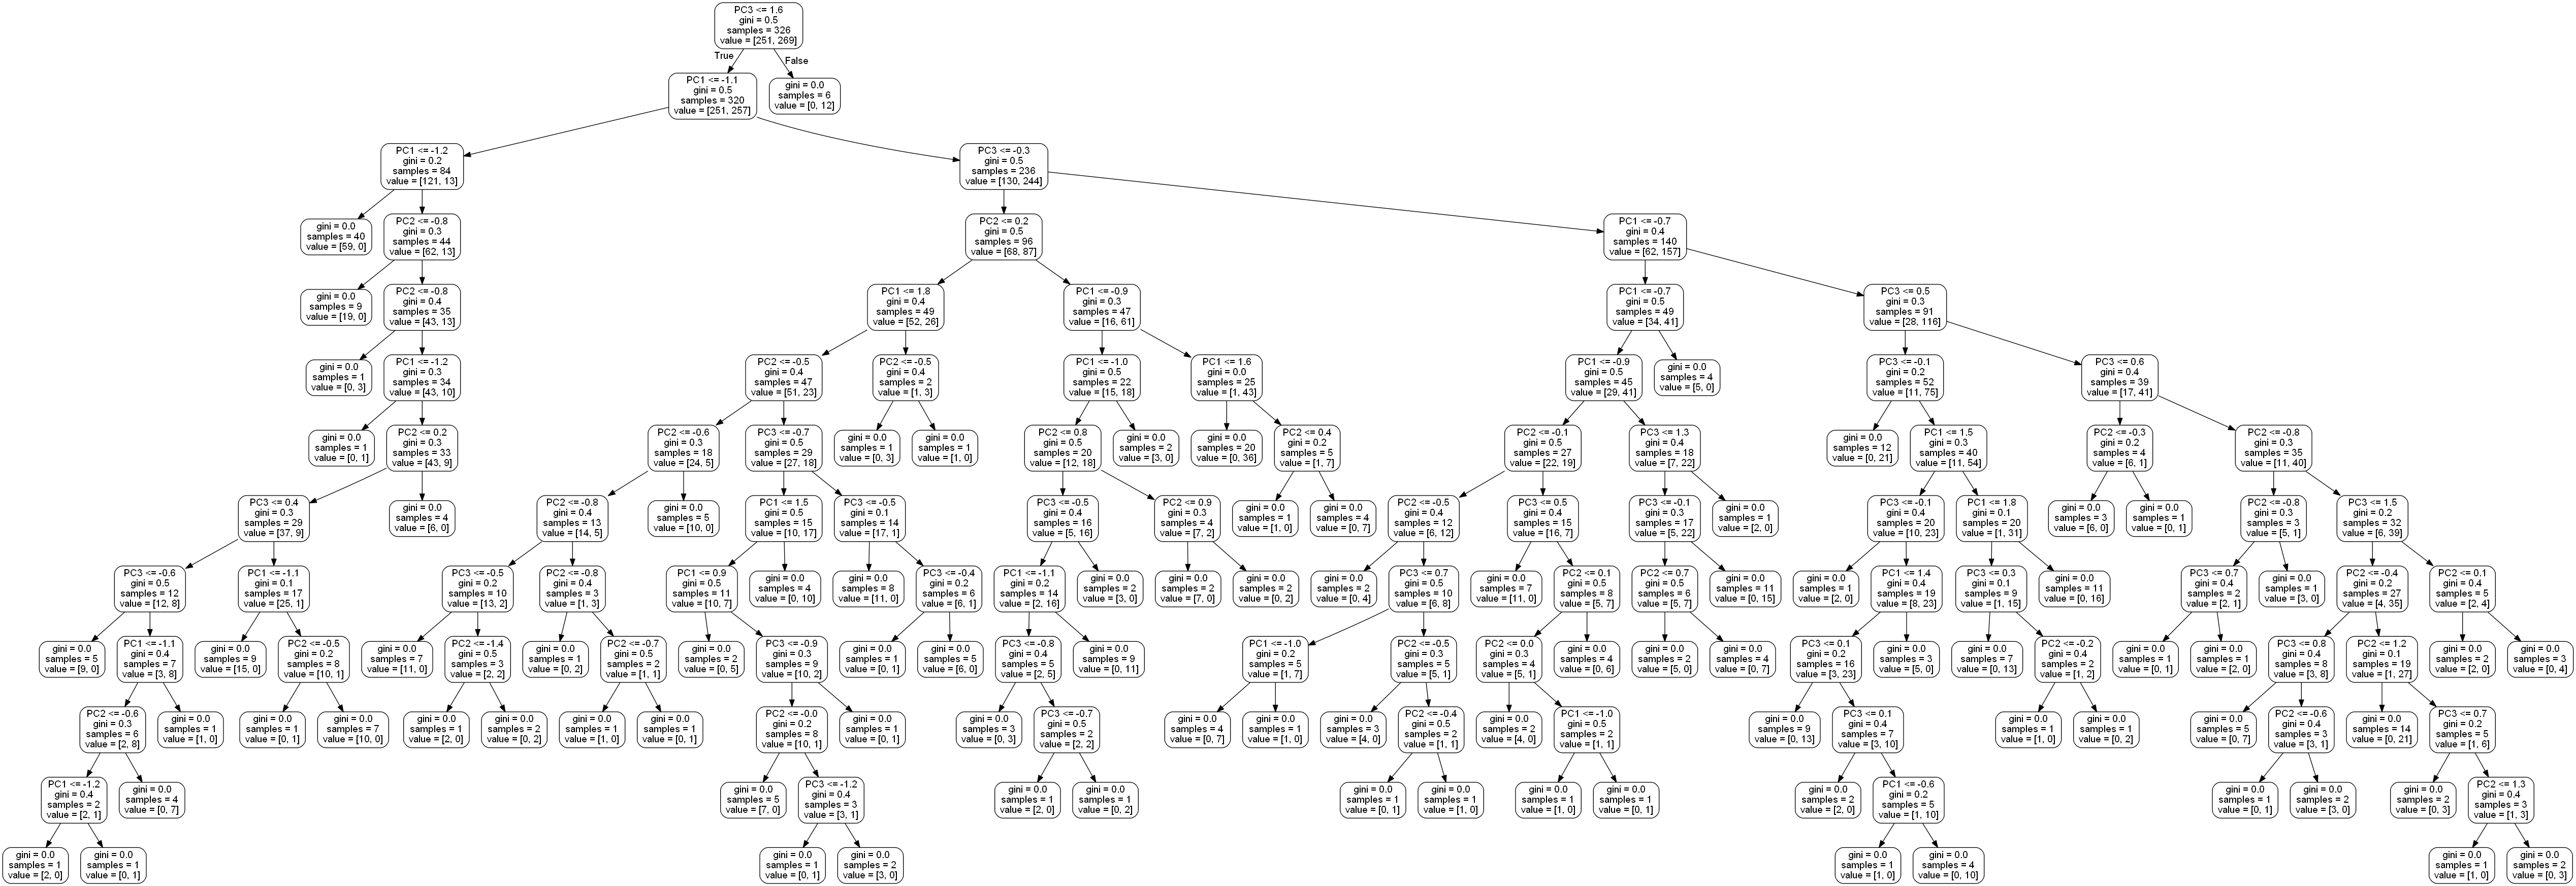 PC3 <= 1.6
gini = 0.5
samples = 326
value = [251, 269]
True
False
PC1 <= -1.1
gini = 0.5
samples = 320
value = [251, 257]
gini = 0.0
samples = 6
value = [0, 12]
PC1 <= -1.2
gini = 0.2
samples = 84
value = [121, 13]
PC3 <= -0.3
gini = 0.5
samples = 236
value = [130, 244]
gini = 0.0
samples = 40
value = [59, 0]
PC2 <= -0.8
gini = 0.3
samples = 44
value = [62, 13]
PC2 <= 0.2
gini = 0.5
samples = 96
value = [68, 87]
PC1 <= -0.7
gini = 0.4
samples = 140
value = [62, 157]
gini = 0.0
samples = 9
value = [19, 0]
PC2 <= -0.8
gini = 0.4
samples = 35
value = [43, 13]
PC1 <= 1.8
gini = 0.4
samples = 49
value = [52, 26]
PC1 <= -0.9
gini = 0.3
samples = 47
value = [16, 61]
PC1 <= -0.7
gini = 0.5
samples = 49
value = [34, 41]
PC3 <= 0.5
gini = 0.3
samples = 91
value = [28, 116]
gini = 0.0
samples = 1
value = [0, 3]
PC1 <= -1.2
gini = 0.3
samples = 34
value = [43, 10]
PC2 <= -0.5
gini = 0.4
samples = 47
value = [51, 23]
PC2 <= -0.5
gini = 0.4
samples = 2
value = [1, 3]
PC1 <= -1.0
gini = 0.5
samples = 22
value = [15, 18]
PC1 <= 1.6
gini = 0.0
samples = 25
value = [1, 43]
PC1 <= -0.9
gini = 0.5
samples = 45
value = [29, 41]
gini = 0.0
samples = 4
value = [5, 0]
PC3 <= -0.1
gini = 0.2
samples = 52
value = [11, 75]
PC3 <= 0.6
gini = 0.4
samples = 39
value = [17, 41]
gini = 0.0
samples = 1
value = [0, 1]
PC2 <= 0.2
gini = 0.3
samples = 33
value = [43, 9]
PC2 <= -0.6
gini = 0.3
samples = 18
value = [24, 5]
PC3 <= -0.7
gini = 0.5
samples = 29
value = [27, 18]
gini = 0.0
samples = 1
value = [0, 3]
gini = 0.0
samples = 1
value = [1, 0]
PC2 <= 0.8
gini = 0.5
samples = 20
value = [12, 18]
gini = 0.0
samples = 2
value = [3, 0]
gini = 0.0
samples = 20
value = [0, 36]
PC2 <= 0.4
gini = 0.2
samples = 5
value = [1, 7]
PC2 <= -0.1
gini = 0.5
samples = 27
value = [22, 19]
PC3 <= 1.3
gini = 0.4
samples = 18
value = [7, 22]
gini = 0.0
samples = 12
value = [0, 21]
PC1 <= 1.5
gini = 0.3
samples = 40
value = [11, 54]
PC2 <= -0.3
gini = 0.2
samples = 4
value = [6, 1]
PC2 <= -0.8
gini = 0.3
samples = 35
value = [11, 40]
PC3 <= 0.4
gini = 0.3
samples = 29
value = [37, 9]
gini = 0.0
samples = 4
value = [6, 0]
PC2 <= -0.8
gini = 0.4
samples = 13
value = [14, 5]
gini = 0.0
samples = 5
value = [10, 0]
PC1 <= 1.5
gini = 0.5
samples = 15
value = [10, 17]
PC3 <= -0.5
gini = 0.1
samples = 14
value = [17, 1]
PC3 <= -0.5
gini = 0.4
samples = 16
value = [5, 16]
PC2 <= 0.9
gini = 0.3
samples = 4
value = [7, 2]
gini = 0.0
samples = 1
value = [1, 0]
gini = 0.0
samples = 4
value = [0, 7]
PC2 <= -0.5
gini = 0.4
samples = 12
value = [6, 12]
PC3 <= 0.5
gini = 0.4
samples = 15
value = [16, 7]
PC3 <= -0.1
gini = 0.3
samples = 17
value = [5, 22]
gini = 0.0
samples = 1
value = [2, 0]
PC3 <= -0.1
gini = 0.4
samples = 20
value = [10, 23]
PC1 <= 1.8
gini = 0.1
samples = 20
value = [1, 31]
gini = 0.0
samples = 3
value = [6, 0]
gini = 0.0
samples = 1
value = [0, 1]
PC2 <= -0.8
gini = 0.3
samples = 3
value = [5, 1]
PC3 <= 1.5
gini = 0.2
samples = 32
value = [6, 39]
PC3 <= -0.6
gini = 0.5
samples = 12
value = [12, 8]
PC1 <= -1.1
gini = 0.1
samples = 17
value = [25, 1]
PC3 <= -0.5
gini = 0.2
samples = 10
value = [13, 2]
PC2 <= -0.8
gini = 0.4
samples = 3
value = [1, 3]
PC1 <= 0.9
gini = 0.5
samples = 11
value = [10, 7]
gini = 0.0
samples = 4
value = [0, 10]
gini = 0.0
samples = 8
value = [11, 0]
PC3 <= -0.4
gini = 0.2
samples = 6
value = [6, 1]
PC1 <= -1.1
gini = 0.2
samples = 14
value = [2, 16]
gini = 0.0
samples = 2
value = [3, 0]
gini = 0.0
samples = 2
value = [7, 0]
gini = 0.0
samples = 2
value = [0, 2]
gini = 0.0
samples = 2
value = [0, 4]
PC3 <= 0.7
gini = 0.5
samples = 10
value = [6, 8]
gini = 0.0
samples = 7
value = [11, 0]
PC2 <= 0.1
gini = 0.5
samples = 8
value = [5, 7]
PC2 <= 0.7
gini = 0.5
samples = 6
value = [5, 7]
gini = 0.0
samples = 11
value = [0, 15]
gini = 0.0
samples = 1
value = [2, 0]
PC1 <= 1.4
gini = 0.4
samples = 19
value = [8, 23]
PC3 <= 0.3
gini = 0.1
samples = 9
value = [1, 15]
gini = 0.0
samples = 11
value = [0, 16]
PC3 <= 0.7
gini = 0.4
samples = 2
value = [2, 1]
gini = 0.0
samples = 1
value = [3, 0]
PC2 <= -0.4
gini = 0.2
samples = 27
value = [4, 35]
PC2 <= 0.1
gini = 0.4
samples = 5
value = [2, 4]
gini = 0.0
samples = 5
value = [9, 0]
PC1 <= -1.1
gini = 0.4
samples = 7
value = [3, 8]
gini = 0.0
samples = 9
value = [15, 0]
PC2 <= -0.5
gini = 0.2
samples = 8
value = [10, 1]
gini = 0.0
samples = 7
value = [11, 0]
PC2 <= -1.4
gini = 0.5
samples = 3
value = [2, 2]
gini = 0.0
samples = 1
value = [0, 2]
PC2 <= -0.7
gini = 0.5
samples = 2
value = [1, 1]
gini = 0.0
samples = 2
value = [0, 5]
PC3 <= -0.9
gini = 0.3
samples = 9
value = [10, 2]
gini = 0.0
samples = 1
value = [0, 1]
gini = 0.0
samples = 5
value = [6, 0]
PC3 <= -0.8
gini = 0.4
samples = 5
value = [2, 5]
gini = 0.0
samples = 9
value = [0, 11]
PC1 <= -1.0
gini = 0.2
samples = 5
value = [1, 7]
PC2 <= -0.5
gini = 0.3
samples = 5
value = [5, 1]
PC2 <= 0.0
gini = 0.3
samples = 4
value = [5, 1]
gini = 0.0
samples = 4
value = [0, 6]
gini = 0.0
samples = 2
value = [5, 0]
gini = 0.0
samples = 4
value = [0, 7]
PC3 <= 0.1
gini = 0.2
samples = 16
value = [3, 23]
gini = 0.0
samples = 3
value = [5, 0]
gini = 0.0
samples = 7
value = [0, 13]
PC2 <= -0.2
gini = 0.4
samples = 2
value = [1, 2]
gini = 0.0
samples = 1
value = [0, 1]
gini = 0.0
samples = 1
value = [2, 0]
PC3 <= 0.8
gini = 0.4
samples = 8
value = [3, 8]
PC2 <= 1.2
gini = 0.1
samples = 19
value = [1, 27]
gini = 0.0
samples = 2
value = [2, 0]
gini = 0.0
samples = 3
value = [0, 4]
PC2 <= -0.6
gini = 0.3
samples = 6
value = [2, 8]
gini = 0.0
samples = 1
value = [1, 0]
gini = 0.0
samples = 1
value = [0, 1]
gini = 0.0
samples = 7
value = [10, 0]
gini = 0.0
samples = 1
value = [2, 0]
gini = 0.0
samples = 2
value = [0, 2]
gini = 0.0
samples = 1
value = [1, 0]
gini = 0.0
samples = 1
value = [0, 1]
PC2 <= -0.0
gini = 0.2
samples = 8
value = [10, 1]
gini = 0.0
samples = 1
value = [0, 1]
gini = 0.0
samples = 3
value = [0, 3]
PC3 <= -0.7
gini = 0.5
samples = 2
value = [2, 2]
gini = 0.0
samples = 4
value = [0, 7]
gini = 0.0
samples = 1
value = [1, 0]
gini = 0.0
samples = 3
value = [4, 0]
PC2 <= -0.4
gini = 0.5
samples = 2
value = [1, 1]
gini = 0.0
samples = 2
value = [4, 0]
PC1 <= -1.0
gini = 0.5
samples = 2
value = [1, 1]
gini = 0.0
samples = 9
value = [0, 13]
PC3 <= 0.1
gini = 0.4
samples = 7
value = [3, 10]
gini = 0.0
samples = 1
value = [1, 0]
gini = 0.0
samples = 1
value = [0, 2]
gini = 0.0
samples = 5
value = [0, 7]
PC2 <= -0.6
gini = 0.4
samples = 3
value = [3, 1]
gini = 0.0
samples = 14
value = [0, 21]
PC3 <= 0.7
gini = 0.2
samples = 5
value = [1, 6]
PC1 <= -1.2
gini = 0.4
samples = 2
value = [2, 1]
gini = 0.0
samples = 4
value = [0, 7]
gini = 0.0
samples = 5
value = [7, 0]
PC3 <= -1.2
gini = 0.4
samples = 3
value = [3, 1]
gini = 0.0
samples = 1
value = [2, 0]
gini = 0.0
samples = 1
value = [0, 2]
gini = 0.0
samples = 1
value = [0, 1]
gini = 0.0
samples = 1
value = [1, 0]
gini = 0.0
samples = 1
value = [1, 0]
gini = 0.0
samples = 1
value = [0, 1]
gini = 0.0
samples = 2
value = [2, 0]
PC1 <= -0.6
gini = 0.2
samples = 5
value = [1, 10]
gini = 0.0
samples = 1
value = [0, 1]
gini = 0.0
samples = 2
value = [3, 0]
gini = 0.0
samples = 2
value = [0, 3]
PC2 <= 1.3
gini = 0.4
samples = 3
value = [1, 3]
gini = 0.0
samples = 1
value = [2, 0]
gini = 0.0
samples = 1
value = [0, 1]
gini = 0.0
samples = 1
value = [0, 1]
gini = 0.0
samples = 2
value = [3, 0]
gini = 0.0
samples = 1
value = [1, 0]
gini = 0.0
samples = 4
value = [0, 10]
gini = 0.0
samples = 1
value = [1, 0]
gini = 0.0
samples = 2
value = [0, 3]